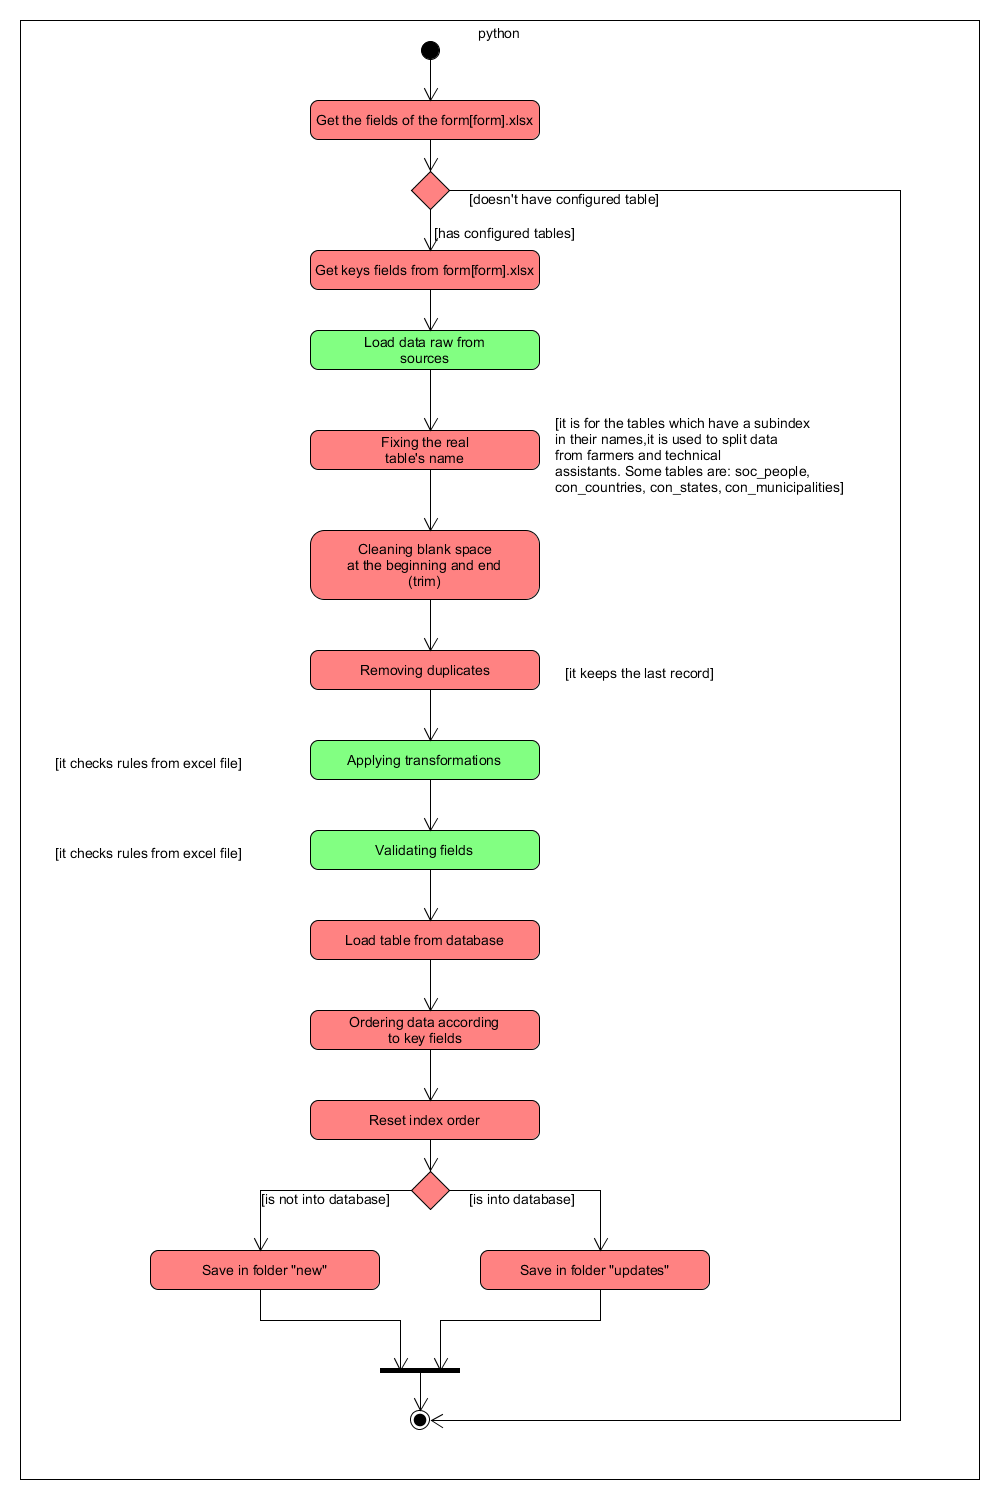 python
Get the fields of the form[form].xlsx
[doesn't have configured table]
[has configured tables]
Get keys fields from form[form].xlsx
Load data raw from
sources
Fixing the real
table's name
[it is for the tables which have a subindex
in their names,it is used to split data
from farmers and technical
assistants. Some tables are: soc_people,
con_countries, con_states, con_municipalities]
Cleaning blank space
at the beginning and end
(trim)
Removing duplicates
[it keeps the last record]
[it checks rules from excel file]
Applying transformations
[it checks rules from excel file]
Validating fields
Load table from database
Ordering data according
to key fields
Reset index order
[is not into database]
[is into database]
Save in folder "new"
Save in folder "updates"